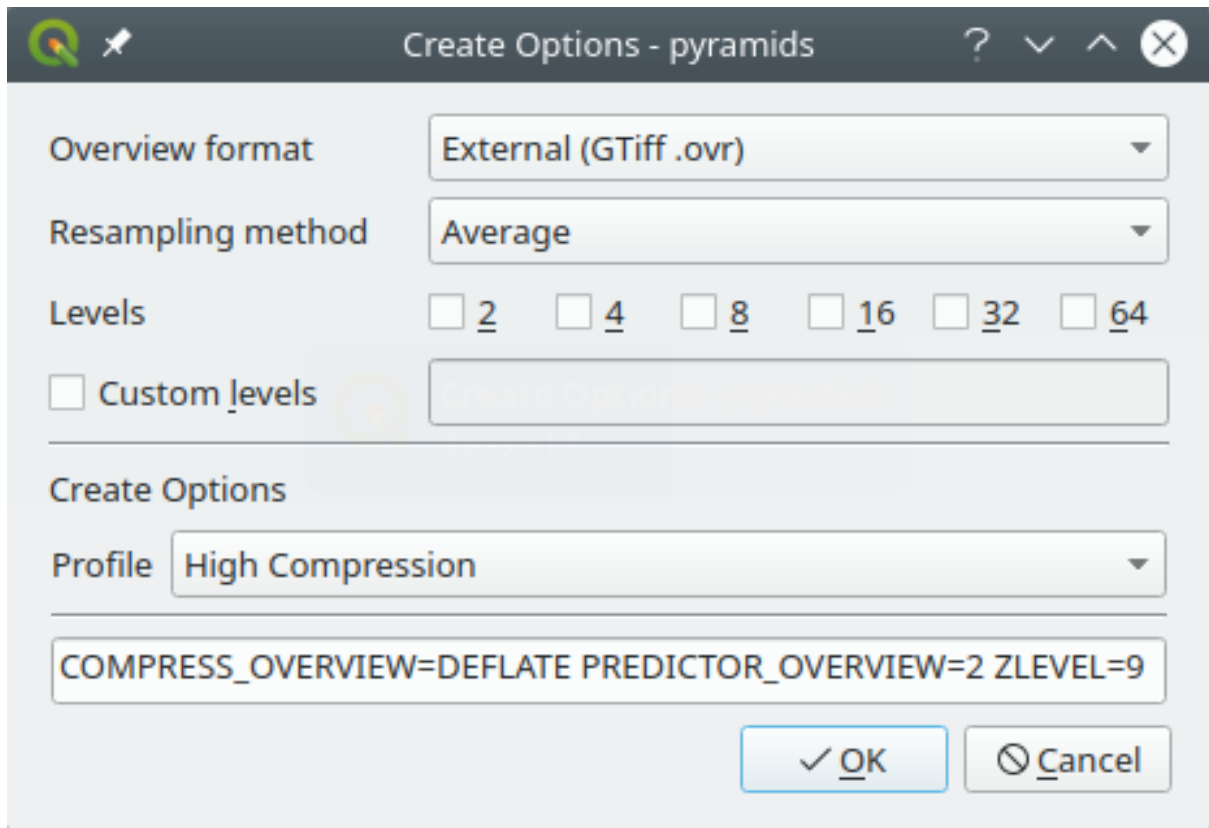 Create Options - pyramids
Overview format External (GTiff .ovr)
Resampling method Average
Levels 2 4 8 16 32 64
Custom levels
Create Options
Profile High Compression
COMPRESS_OVERVIEW=DEFLATE PREDICTOR_OVERVIEW=2 ZLEVEL=9
OK Cancel